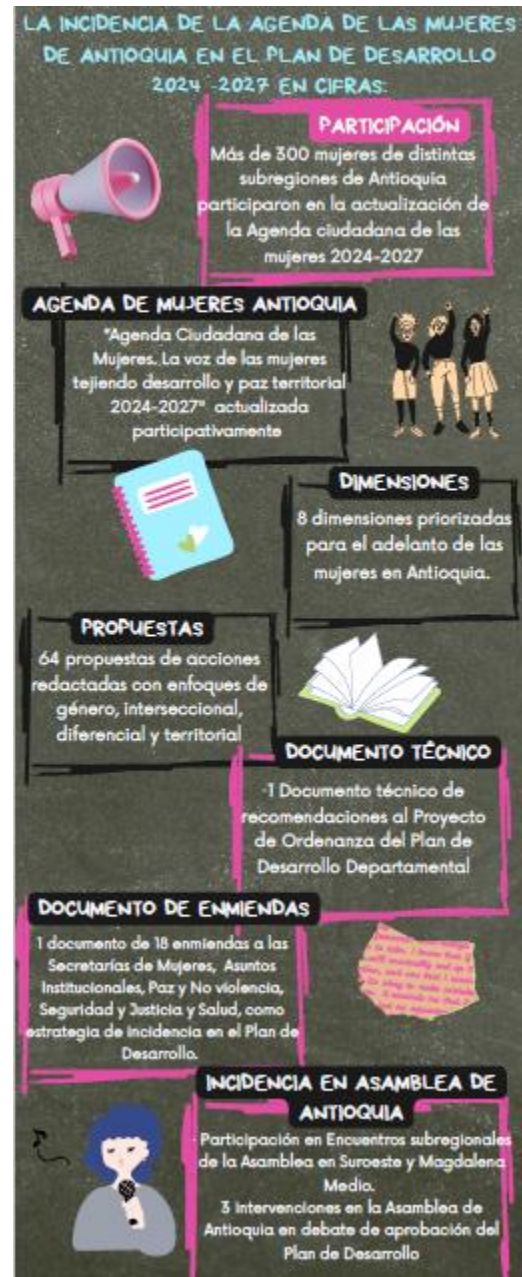 LA INCIDENCIA DE LA AGENDA DE LAS MUJERES
DE ANTIOQUIA EN EL PLAN DE DESARROLLO
2024 -2027 EN CIFRAS:
PARTICIPACIÓN
Más de 300 mujeres de distintas
subregiones de Antioquia
participaron en la actualización de
la Agenda ciudadana de las
mujeres 2024-2027
AGENDA DE MUJERES ANTIOQUIA
"Agenda Ciudadana de las
Mujeres. La voz de las mujeres
tejiendo desarrollo y paz territorial
2024-2027" actualizada
participativamente
DIMENSIONES
8 dimensiones priorizadas
para el adelanto de las
mujeres en Antioquia.
PROPUESTAS
64 propuestas de acciones
redactadas con enfoques de
género, interseccional,
diferencial y territorial
DOCUMENTO TÉCNICO
1 Documento técnico de
recomendaciones al Proyecto
de Ordenanza del Plan de
Desarrollo Departamental
DOCUMENTO DE ENMIENDAS
1 documento de 18 enmiendas a las
Secretarías de Mujeres, Asuntos
Institucionales, Paz y No violencia,
Seguridad y Justicia y Salud, como
estrategia de incidencia en el Plan de
Desarrollo.
INCIDENCIA EN ASAMBLEA DE
ANTIOQUIA
Participación en Encuentros subregionales
de la Asamblea en Suroeste y Magdalena
Medio.
3 intervenciones en la Asamblea de
Antioquia en debate de aprobación del
Plan de Desarrollo